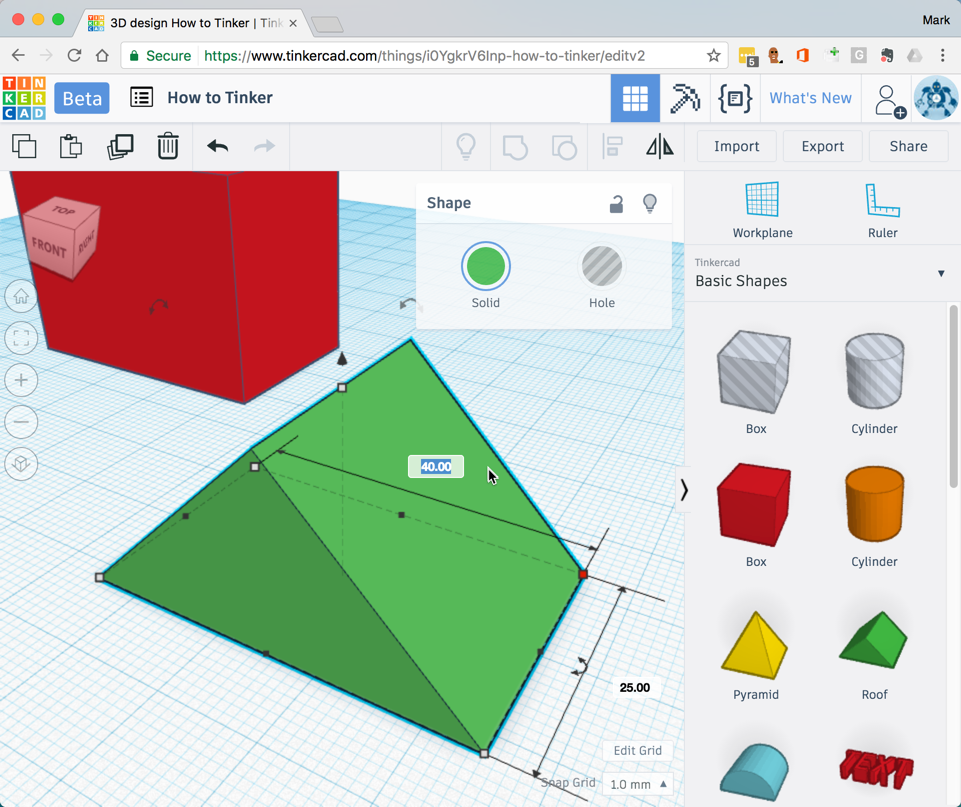 3D design How to Tinker | Tink
Mark
Secure
https://www.tinkercad.com/things/i0YgkrV6Inp-how-to-tinker/editv2
5
G
TIN
KER
CAD
Beta
How to Tinker
What's New
Import
Export
Share
TOP
FRONT
RIGHT
Shape
Solid
Hole
Workplane
Ruler
Tinkercad
Basic Shapes
Box
Cylinder
Box
Cylinder
Pyramid
Roof
TEXT
40.00
25.00
Edit Grid
Snap Grid
1.0 mm